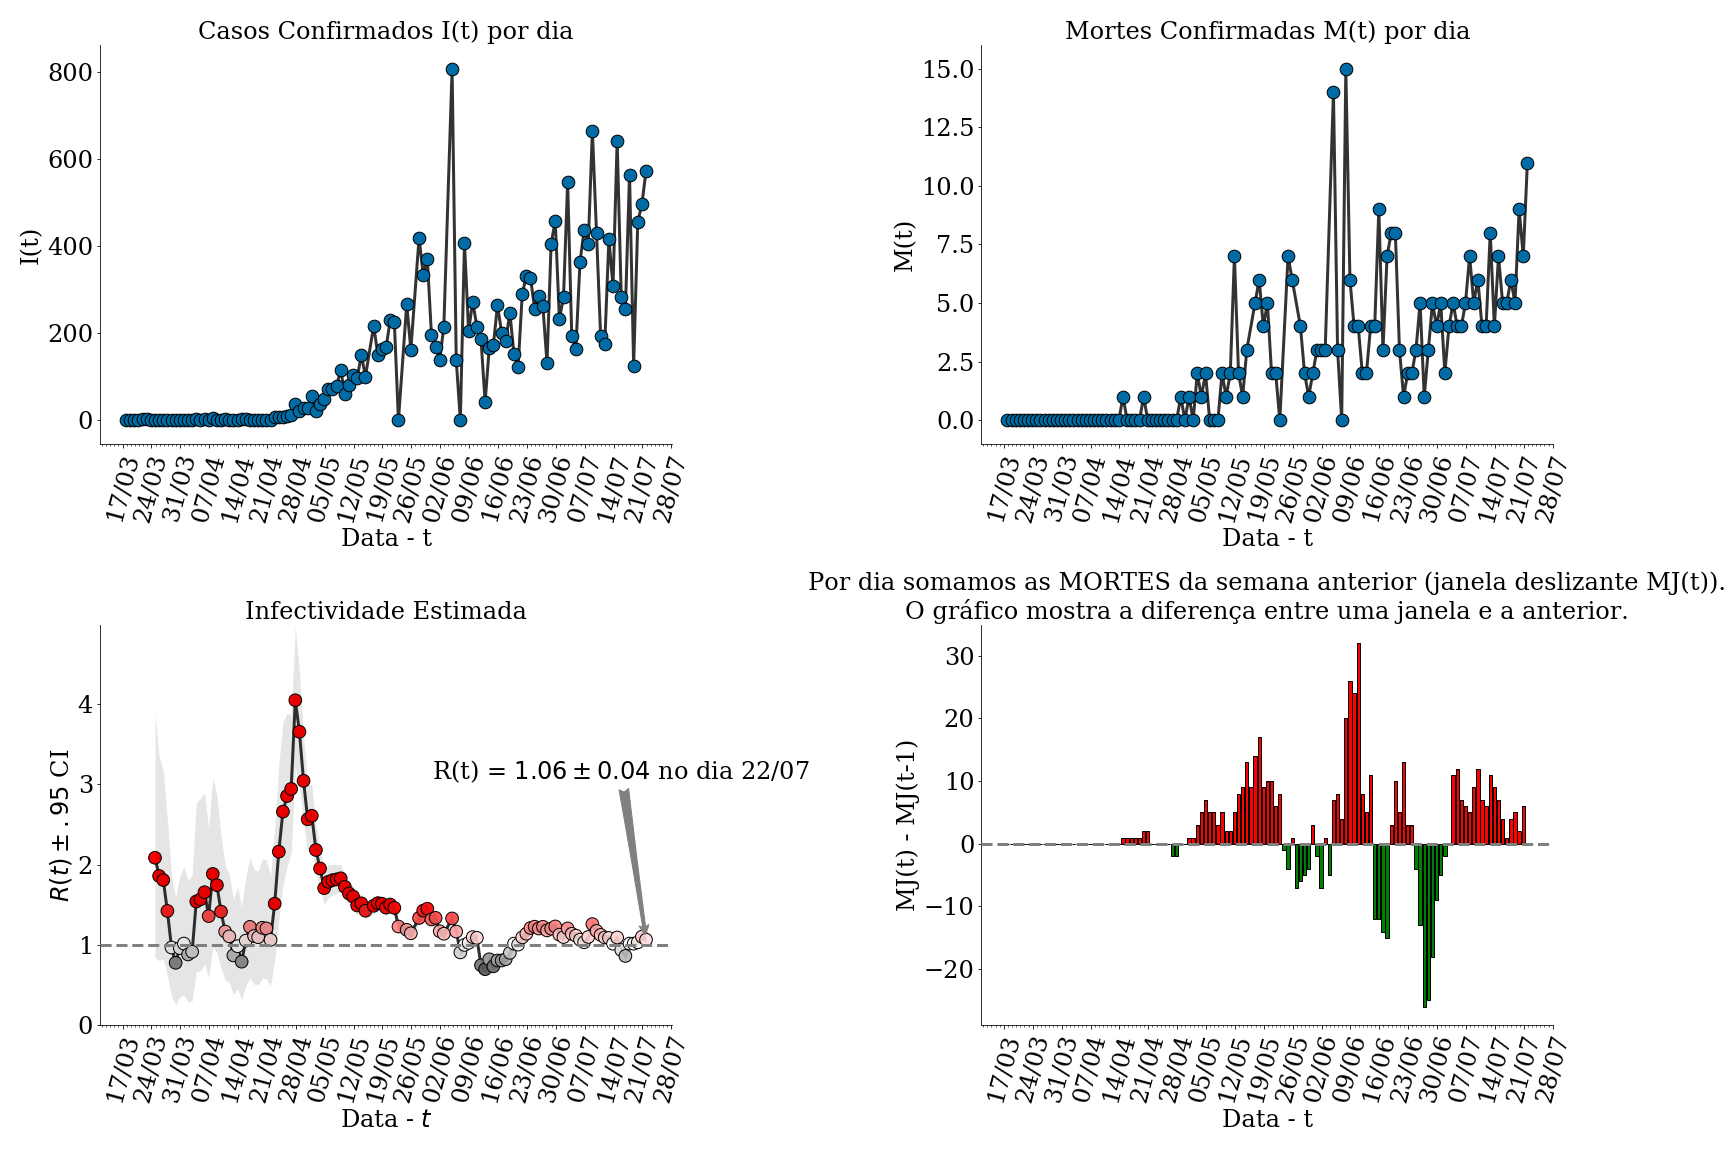 Casos Confirmados I(t) por dia
I(t)
800
600
400
200
0
17/03 24/03 31/03 07/04 14/04 21/04 28/04 05/05 12/05 19/05 26/05 02/06 09/06 16/06 23/06 30/06 07/07 14/07 21/07 28/07
Data - t
Mortes Confirmadas M(t) por dia
M(t)
15.0
12.5
10.0
7.5
5.0
2.5
0.0
17/03 24/03 31/03 07/04 14/04 21/04 28/04 05/05 12/05 19/05 26/05 02/06 09/06 16/06 23/06 30/06 07/07 14/07 21/07 28/07
Data - t
Infectividade Estimada
R(t) ± .95 CI
4
3
2
1
0
R(t) = 1.06 ± 0.04 no dia 22/07
17/03 24/03 31/03 07/04 14/04 21/04 28/04 05/05 12/05 19/05 26/05 02/06 09/06 16/06 23/06 30/06 07/07 14/07 21/07 28/07
Data - t
Por dia somamos as MORTES da semana anterior (janela deslizante MJ(t)).
O gráfico mostra a diferença entre uma janela e a anterior.
MJ(t) - MJ(t-1)
30
20
10
0
−10
−20
17/03 24/03 31/03 07/04 14/04 21/04 28/04 05/05 12/05 19/05 26/05 02/06 09/06 16/06 23/06 30/06 07/07 14/07 21/07 28/07
Data - t